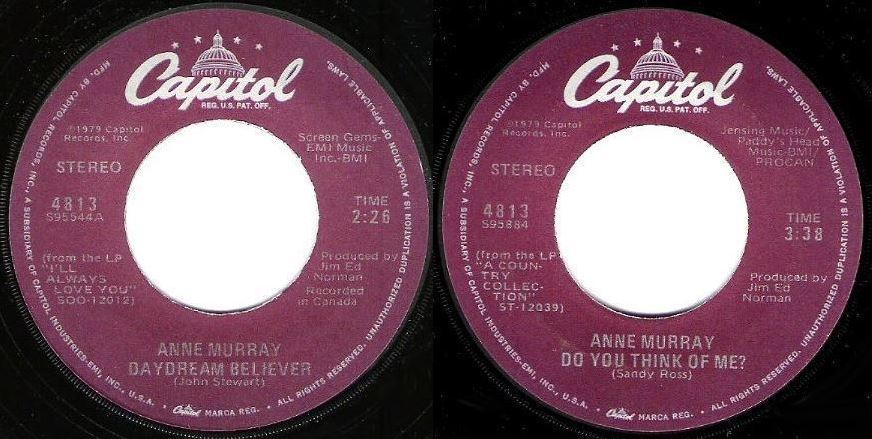 Capitol
REG. U.S. PAT. OFF.
MFD. BY CAPITOL RECORDS, INC., A SUBSIDIARY OF CAPITOL INDUSTRIES-EMI, INC., U.S.A. • Capitol MARCA REG. • ALL RIGHTS RESERVED. UNAUTHORIZED DUPLICATION IS A VIOLATION OF APPLICABLE LAWS.
℗1979 Capitol
Records, Inc.
Screen Gems-
EMI Music
Inc.-BMI
STEREO
4813
S95544A
TIME
2:26
(from the LP
"I'LL
ALWAYS
LOVE YOU"
SOO-12012)
Produced by
Jim Ed
Norman
Recorded
in Canada
ANNE MURRAY
DAYDREAM BELIEVER
(John Stewart)
Capitol
REG. U.S. PAT. OFF.
MFD. BY CAPITOL RECORDS, INC., A SUBSIDIARY OF CAPITOL INDUSTRIES-EMI, INC., U.S.A. • Capitol MARCA REG. • ALL RIGHTS RESERVED. UNAUTHORIZED DUPLICATION IS A VIOLATION OF APPLICABLE LAWS.
℗1979 Capitol
Records, Inc.
Jensing Music/
Paddy's Head
Music-BMI/
PROCAN
STEREO
4813
S95884
TIME
3:38
(from the LP
"A COUN-
TRY
COLLEC-
TION"
ST-12039)
Produced by
Jim Ed
Norman
ANNE MURRAY
DO YOU THINK OF ME?
(Sandy Ross)